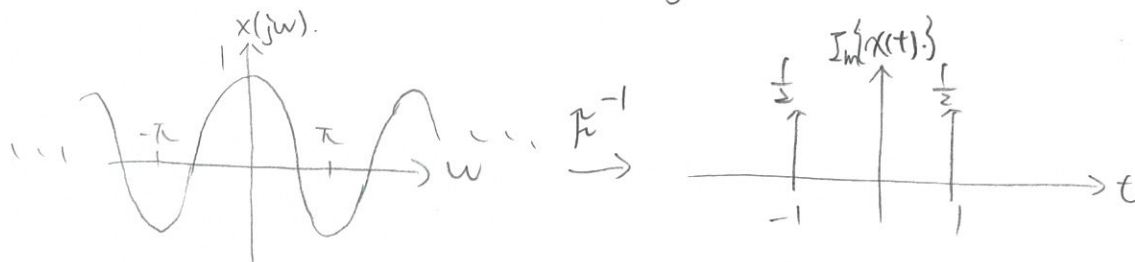 x(jw).
1
-π
π
...
...
w
F^{-1}
Im{x(t).}
1/2
1/2
-1
1
t